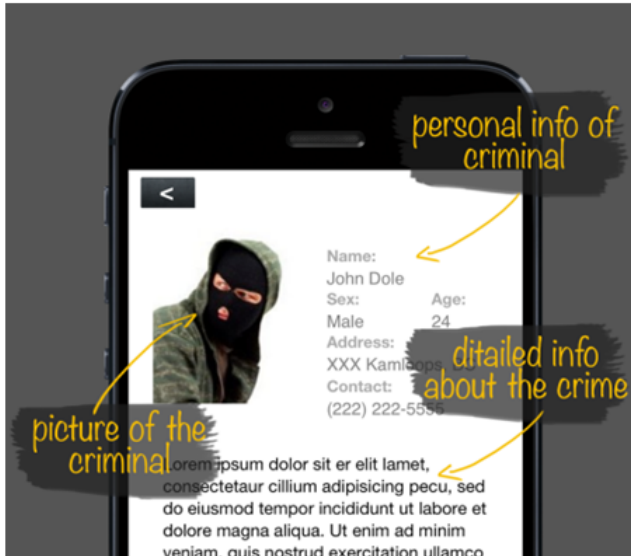 <
personal info of
criminal
Name:
John Dole
Sex: Age:
Male 24
Address:
XXX Kamloops,
Contact:
(222) 222-5555
ditailed info
about the crime
picture of the
criminal
Lorem ipsum dolor sit er elit lamet,
consectetaur cillium adipisicing pecu, sed
do eiusmod tempor incididunt ut labore et
dolore magna aliqua. Ut enim ad minim
veniam, quis nostrud exercitation ullamco